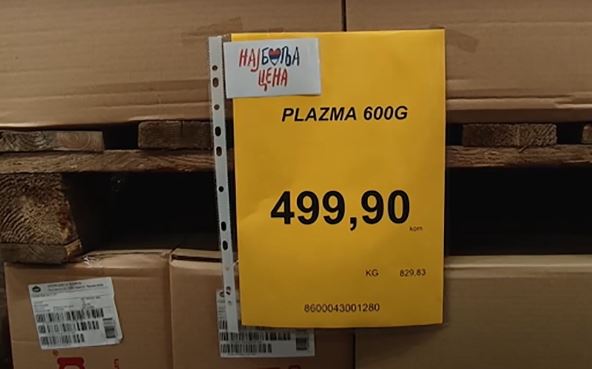 НАЈБОЉА
ЦЕНА
PLAZMA 600G
499,90
kom
KG 829.83
8600043001280